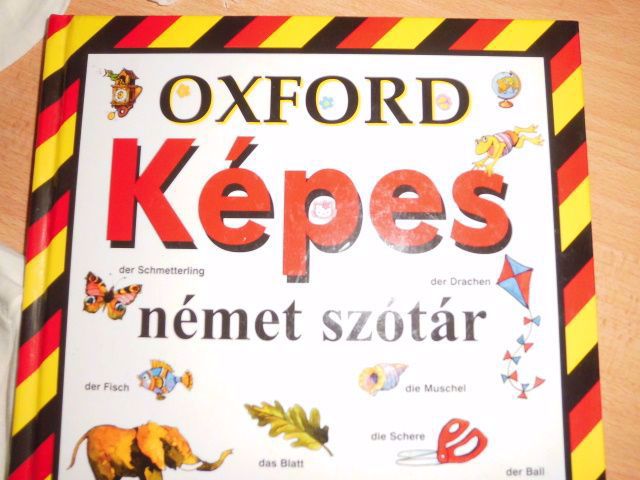 OXFORD
Képes
der Schmetterling
der Drachen
német szótár
der Fisch
die Muschel
die Schere
das Blatt
der Ball